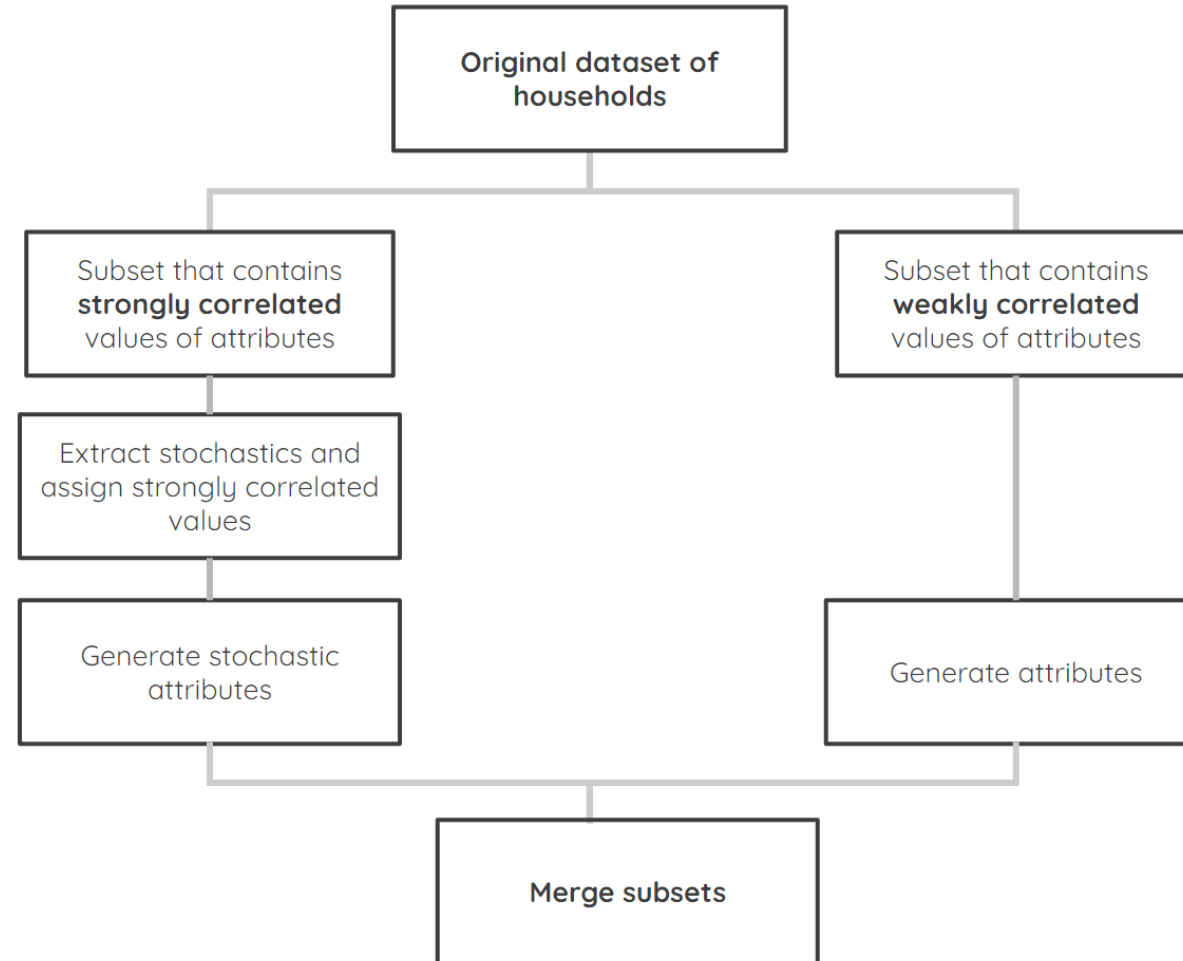 Original dataset of
households
Subset that contains
strongly correlated
values of attributes
Subset that contains
weakly correlated
values of attributes
Extract stochastics and
assign strongly correlated
values
Generate stochastic
attributes
Generate attributes
Merge subsets